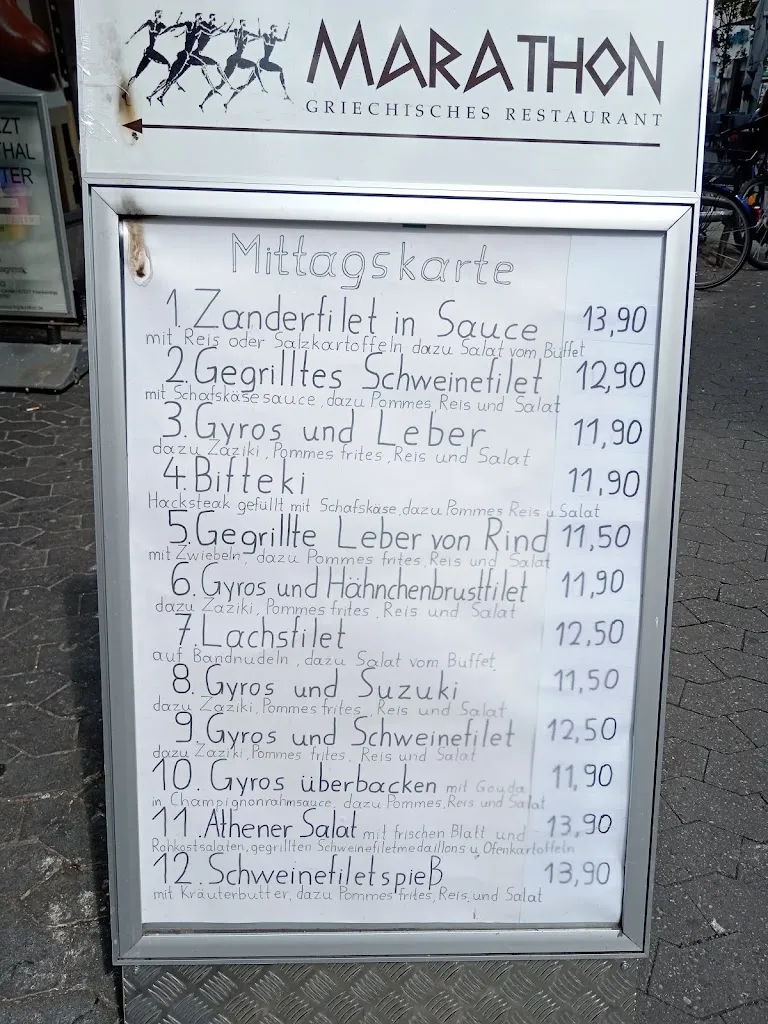 MARATHON
GRIECHISCHES RESTAURANT
ZT
THAL
TER
Mittagskarte
1. Zanderfilet in Sauce 13,90
mit Reis oder Salzkartoffeln dazu Salat vom Buffet
2. Gegrilltes Schweinefilet 12,90
mit Schafskäsesauce, dazu Pommes, Reis und Salat
3. Gyros und Leber 11,90
dazu Zaziki, Pommes frites, Reis und Salat
4. Bifteki 11,90
Hacksteak gefüllt mit Schafskäse, dazu Pommes Reis u. Salat
5. Gegrillte Leber von Rind 11,50
mit Zwiebeln, dazu Pommes frites, Reis und Salat
6. Gyros und Hähnchenbrustfilet 11,90
dazu Zaziki, Pommes frites, Reis und Salat
7. Lachsfilet 12,50
auf Bandnudeln, dazu Salat vom Buffet
8. Gyros und Suzuki 11,50
dazu Zaziki, Pommes frites, Reis und Salat
9. Gyros und Schweinefilet 12,50
dazu Zaziki, Pommes frites, Reis und Salat
10. Gyros überbacken mit Gouda 11,90
in Champignonrahmsauce, dazu Pommes, Reis und Salat
11. Athener Salat mit frischen Blatt und 13,90
Rohkostsalaten, gegrillten Schweinefiletmedaillons u. Ofenkartoffeln
12. Schweinefiletspieß 13,90
mit Kräuterbutter, dazu Pommes frites, Reis, und Salat